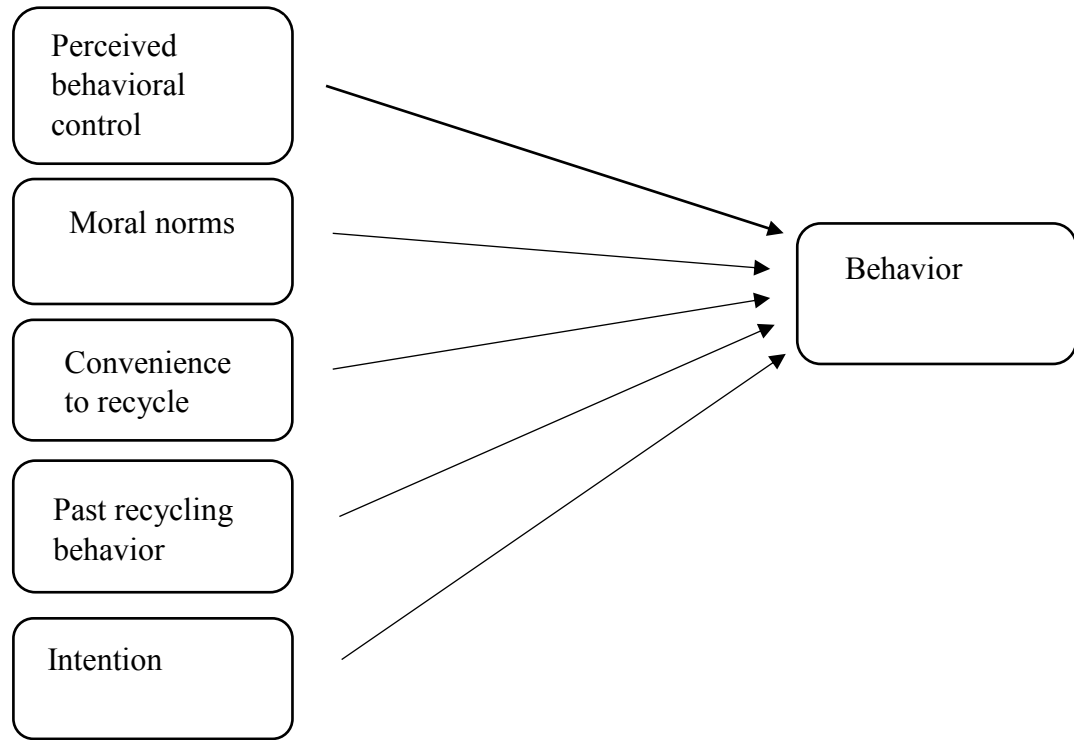 Perceived
behavioral
control
Moral norms
Behavior
Convenience
to recycle
Past recycling
behavior
Intention